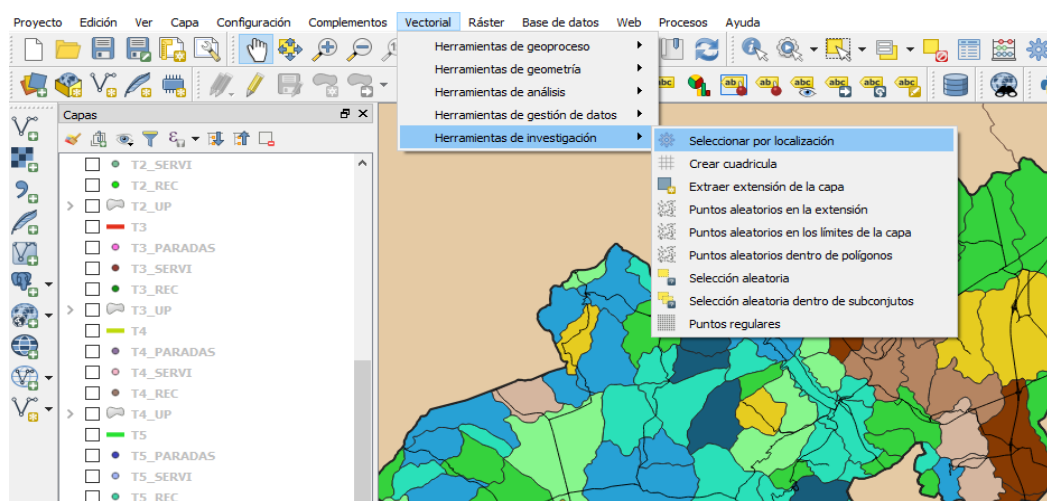 Proyecto Edición Ver Capa Configuración Complementos Vectorial Ráster Base de datos Web Procesos Ayuda
Herramientas de geoproceso
Herramientas de geometría
Herramientas de análisis
Herramientas de gestión de datos
Herramientas de investigación
Seleccionar por localización
Crear cuadricula
Extraer extensión de la capa
Puntos aleatorios en la extensión
Puntos aleatorios en los límites de la capa
Puntos aleatorios dentro de polígonos
Selección aleatoria
Selección aleatoria dentro de subconjutos
Puntos regulares
abc
ab
ab
abc
abc
abc
abc
Capas
T2_SERVI
T2_REC
T2_UP
T3
T3_PARADAS
T3_SERVI
T3_REC
T3_UP
T4
T4_PARADAS
T4_SERVI
T4_REC
T4_UP
T5
T5_PARADAS
T5_SERVI
T5_REC